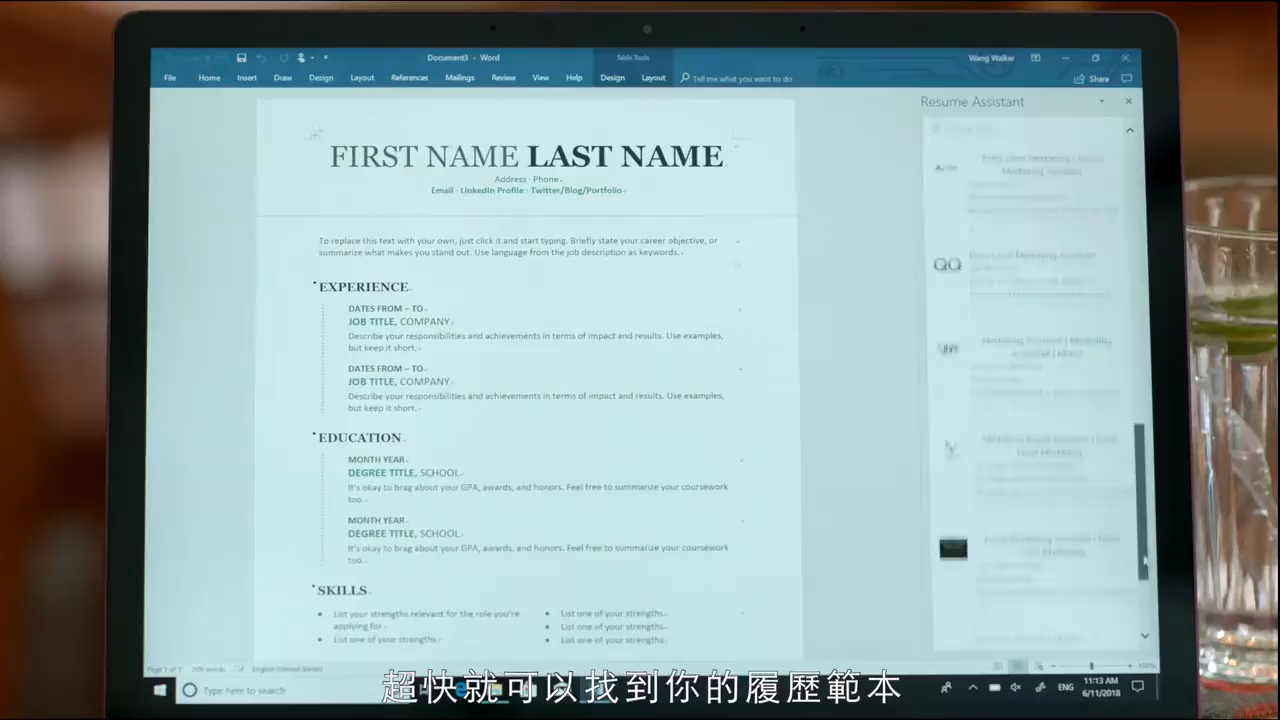 Document3 - Word
Table Tools
Wang Walker
File Home Insert Draw Design Layout References Mailings Review View Help Design Layout Tell me what you want to do Share
Resume Assistant
FIRST NAME LAST NAME
Address · Phone
Email · LinkedIn Profile · Twitter/Blog/Portfolio
To replace this text with your own, just click it and start typing. Briefly state your career objective, or
summarize what makes you stand out. Use language from the job description as keywords.
EXPERIENCE
DATES FROM – TO
JOB TITLE, COMPANY
Describe your responsibilities and achievements in terms of impact and results. Use examples,
but keep it short.
DATES FROM – TO
JOB TITLE, COMPANY
Describe your responsibilities and achievements in terms of impact and results. Use examples,
but keep it short.
EDUCATION
MONTH YEAR
DEGREE TITLE, SCHOOL
It's okay to brag about your GPA, awards, and honors. Feel free to summarize your coursework
too.
MONTH YEAR
DEGREE TITLE, SCHOOL
It's okay to brag about your GPA, awards, and honors. Feel free to summarize your coursework
too.
SKILLS
List your strengths relevant for the role you're
applying for
List one of your strengths
List one of your strengths
List one of your strengths
List one of your strengths
Page 1 of 1 206 words English (United States) 100%
Type here to search
ENG
11:13 AM
6/11/2018
超快就可以找到你的履歷範本